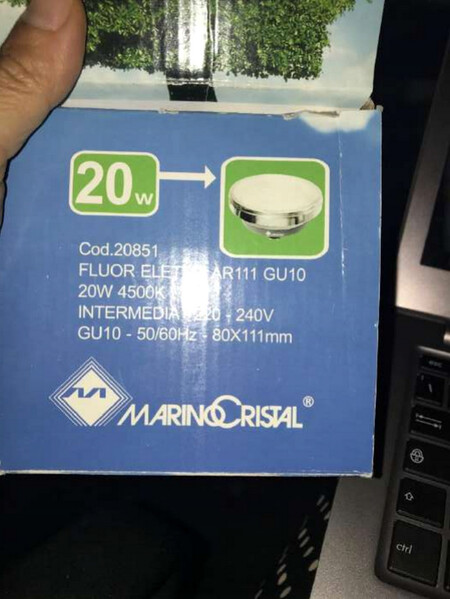 20w
Cod.20851
FLUOR AR111 GU10
20W 4500K
INTERMEDIA - 240V
GU10 - 50/60Hz - 80X111mm
MARINOCRISTAL®
ctrl